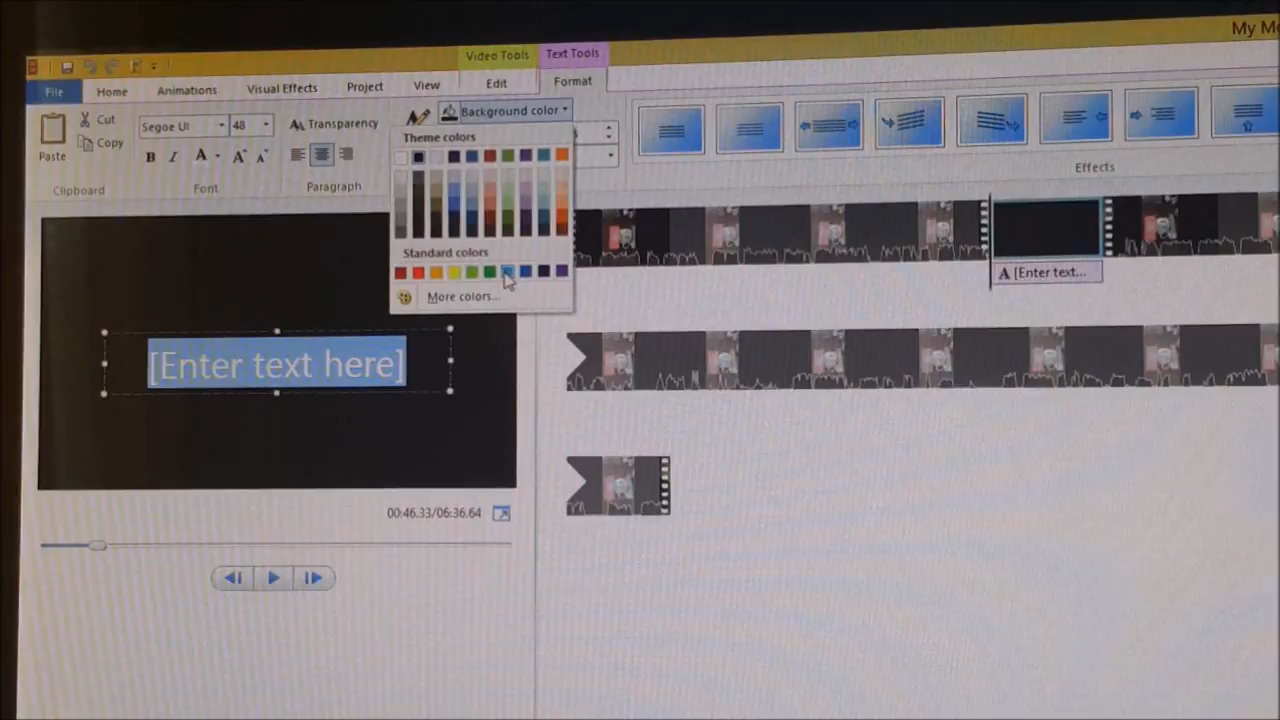 My M
Video Tools Text Tools
File Home Animations Visual Effects Project View Edit Format
Cut
Copy
Paste
Clipboard
Segoe UI 48
B I A A A
Font
Transparency
Paragraph
Background color
Theme colors
Standard colors
More colors...
Effects
[Enter text here]
A [Enter text...
00:46.33/06:36.64